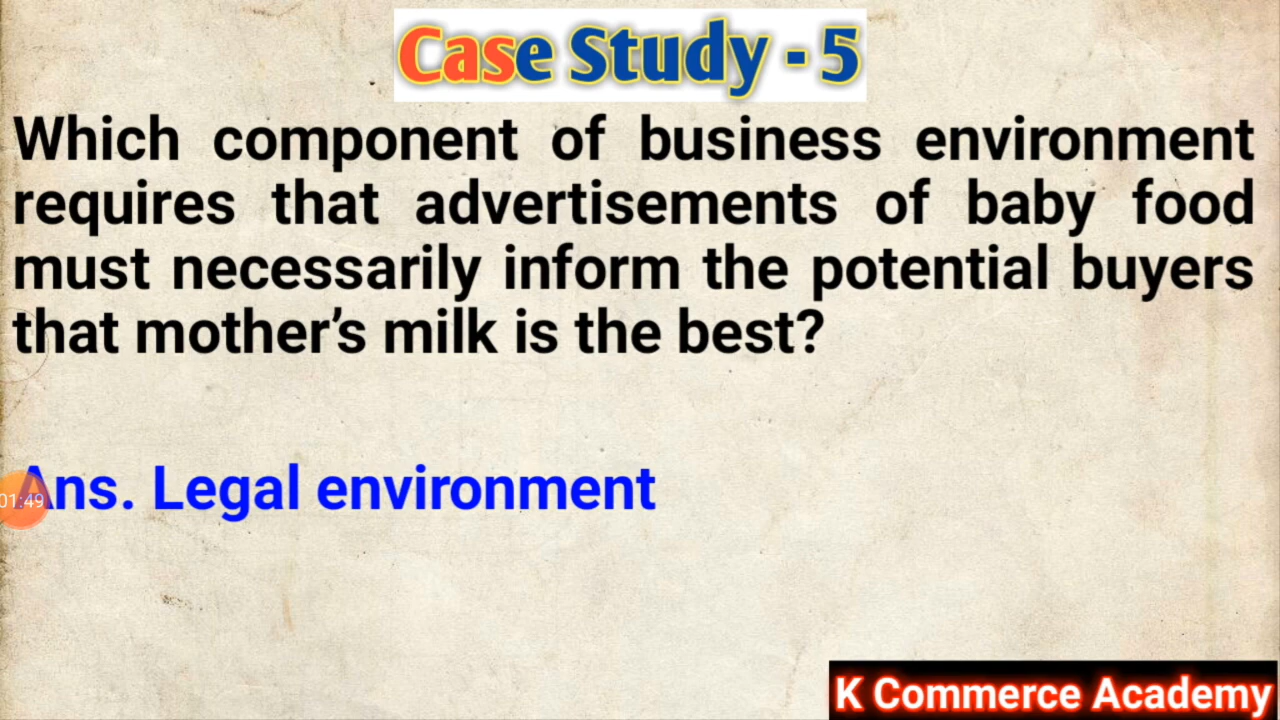 Case Study - 5
Which component of business environment
requires that advertisements of baby food
must necessarily inform the potential buyers
that mother’s milk is the best?
Ans. Legal environment
01:49
K Commerce Academy